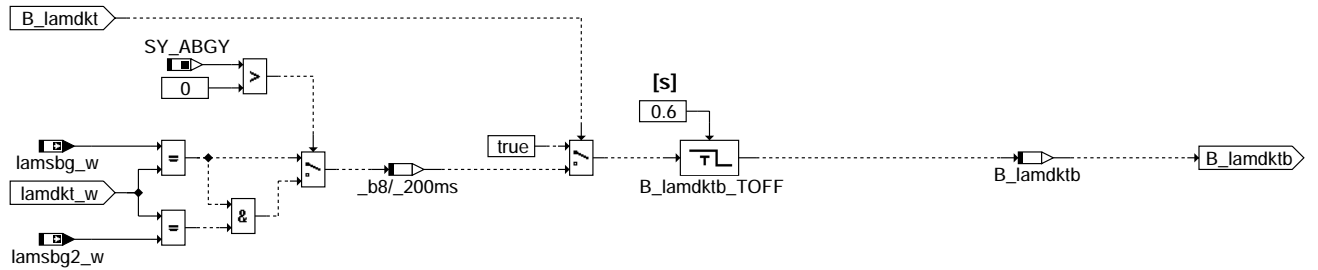 B_lamdkt
SY_ABGY
0
>
[s]
0.6
true
lamsbg_w
=
lamdkt_w
=
&
lamsbg2_w
_b8/_200ms
T
B_lamdktb_TOFF
B_lamdktb
B_lamdktb